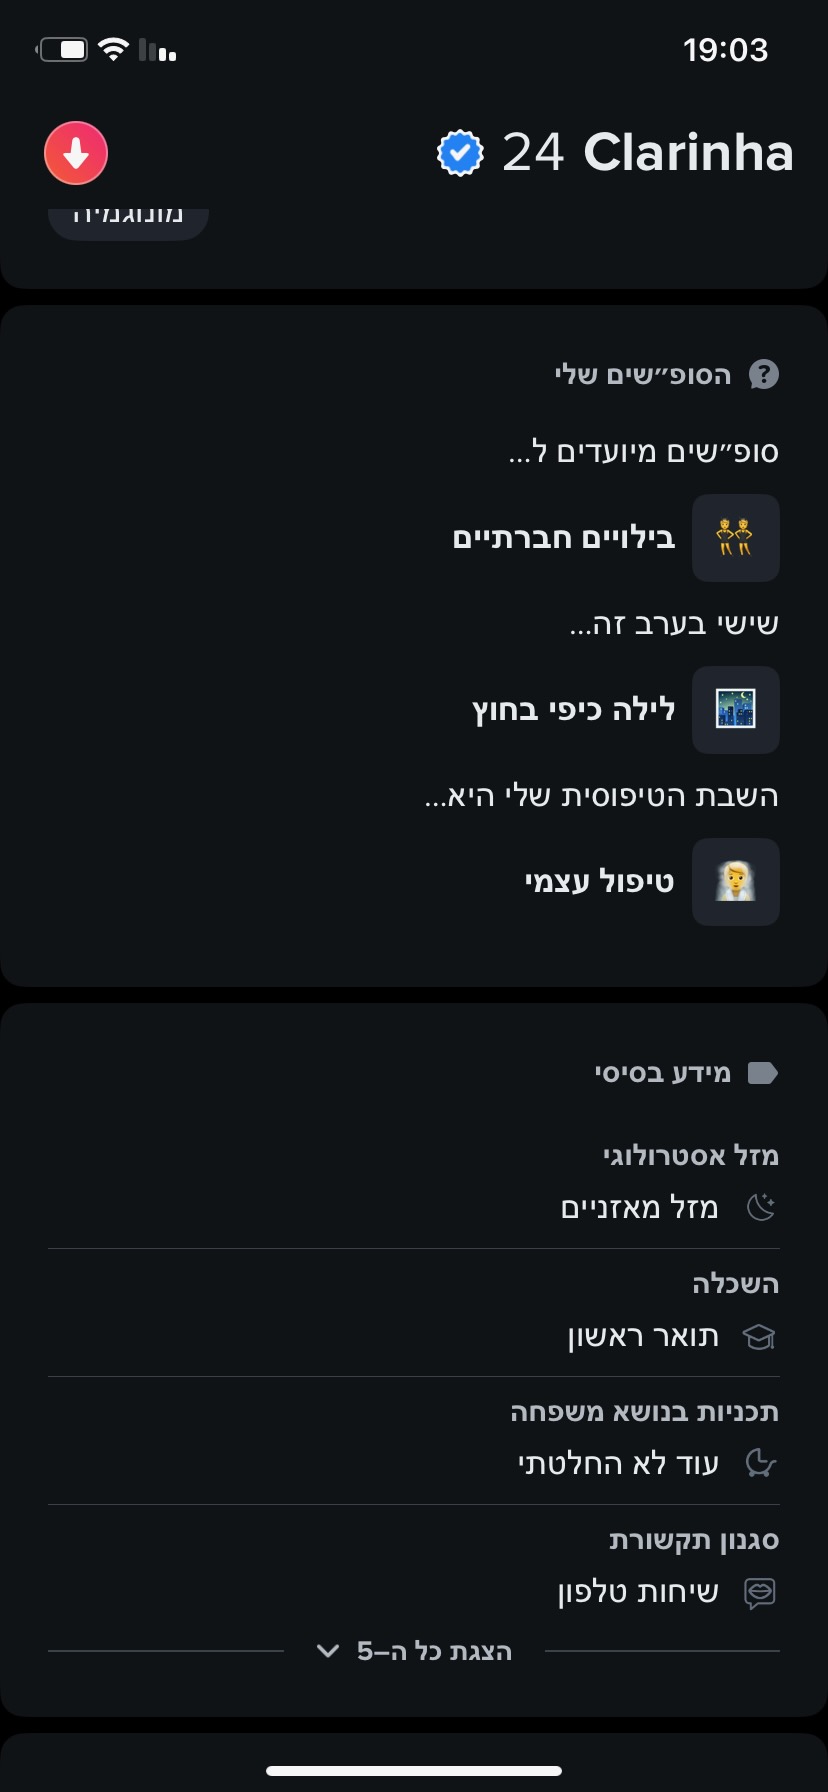 19:03
Clarinha 24
מונוגמיה
הסופ״שים שלי
סופ״שים מיועדים ל...
בילויים חברתיים
שישי בערב זה...
לילה כיפי בחוץ
השבת הטיפוסית שלי היא...
טיפול עצמי
מידע בסיסי
מזל אסטרולוגי
מזל מאזניים
השכלה
תואר ראשון
תכניות בנושא משפחה
עוד לא החלטתי
סגנון תקשורת
שיחות טלפון
הצגת כל ה–5